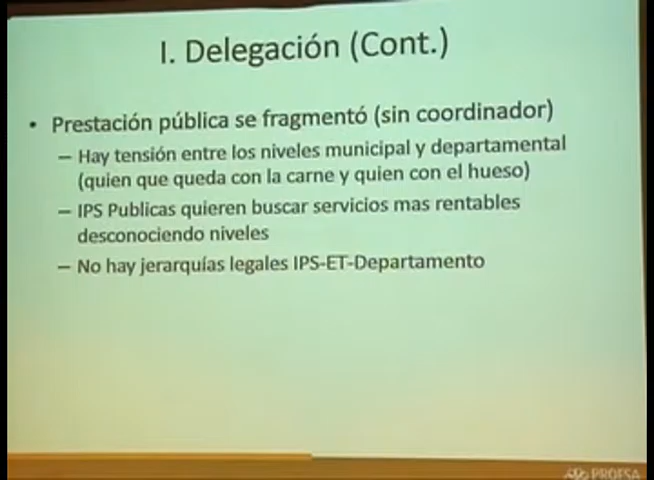 I. Delegación (Cont.)
• Prestación pública se fragmentó (sin coordinador)
– Hay tensión entre los niveles municipal y departamental
(quien que queda con la carne y quien con el hueso)
– IPS Publicas quieren buscar servicios mas rentables
desconociendo niveles
– No hay jerarquías legales IPS-ET-Departamento
PROESA